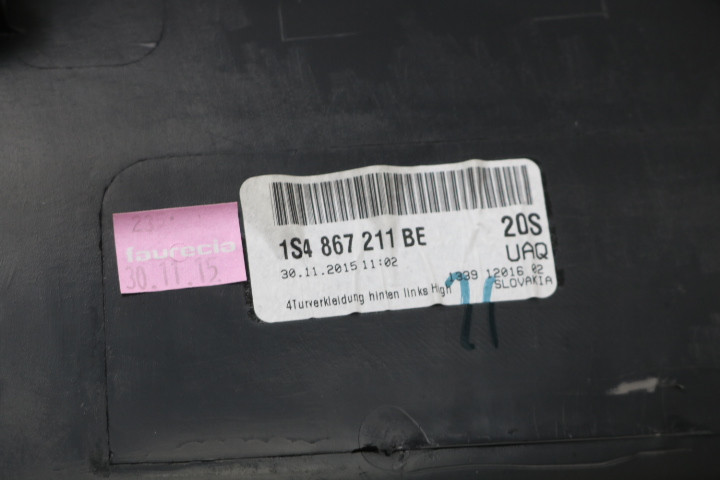 faurecia
30.11.15.
1S4 867 211 BE
20S
30.11.2015 11:02
UAQ
1339 12016 02
SLOVAKIA
4Turverkleidung hinten links High